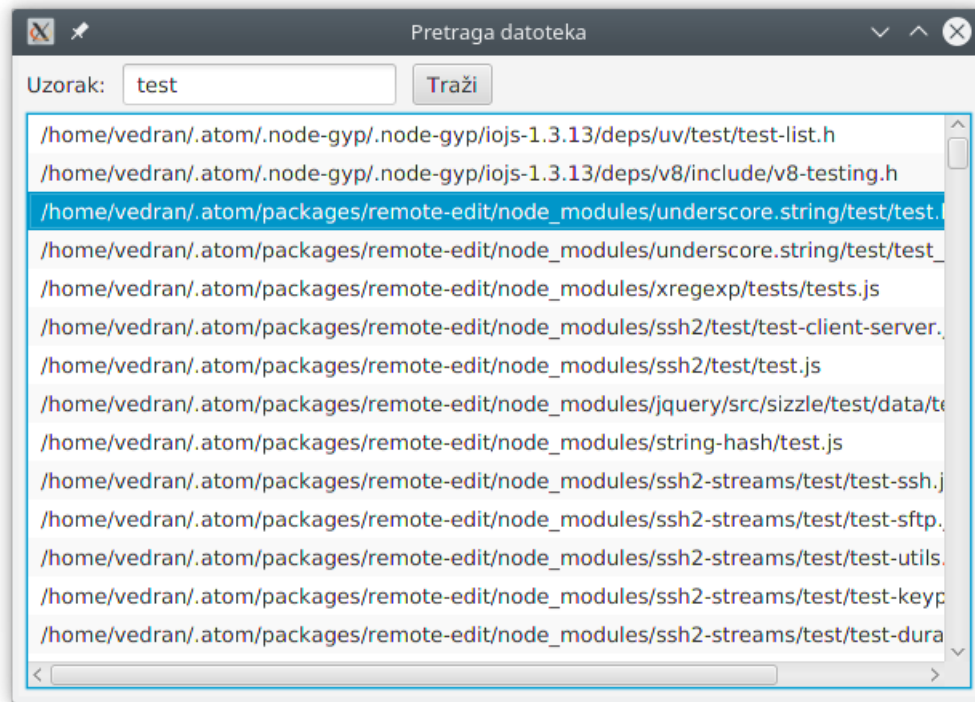 Pretraga datoteka
Uzorak: test Traži
/home/vedran/.atom/.node-gyp/.node-gyp/iojs-1.3.13/deps/uv/test/test-list.h
/home/vedran/.atom/.node-gyp/.node-gyp/iojs-1.3.13/deps/v8/include/v8-testing.h
/home/vedran/.atom/packages/remote-edit/node_modules/underscore.string/test/test.
/home/vedran/.atom/packages/remote-edit/node_modules/underscore.string/test/test_
/home/vedran/.atom/packages/remote-edit/node_modules/xregexp/tests/tests.js
/home/vedran/.atom/packages/remote-edit/node_modules/ssh2/test/test-client-server.
/home/vedran/.atom/packages/remote-edit/node_modules/ssh2/test/test.js
/home/vedran/.atom/packages/remote-edit/node_modules/jquery/src/sizzle/test/data/te
/home/vedran/.atom/packages/remote-edit/node_modules/string-hash/test.js
/home/vedran/.atom/packages/remote-edit/node_modules/ssh2-streams/test/test-ssh.j
/home/vedran/.atom/packages/remote-edit/node_modules/ssh2-streams/test/test-sftp.
/home/vedran/.atom/packages/remote-edit/node_modules/ssh2-streams/test/test-utils.
/home/vedran/.atom/packages/remote-edit/node_modules/ssh2-streams/test/test-keyp
/home/vedran/.atom/packages/remote-edit/node_modules/ssh2-streams/test/test-dura